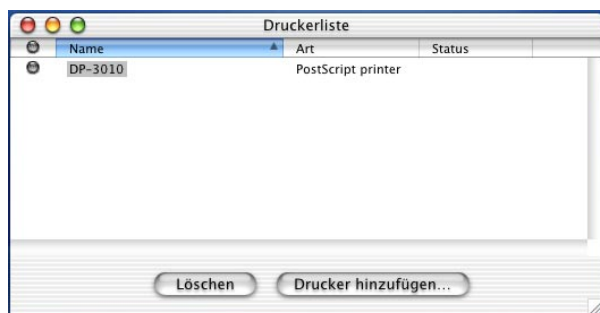 Druckerliste
Name Art Status
DP-3010 PostScript printer
Löschen Drucker hinzufügen...